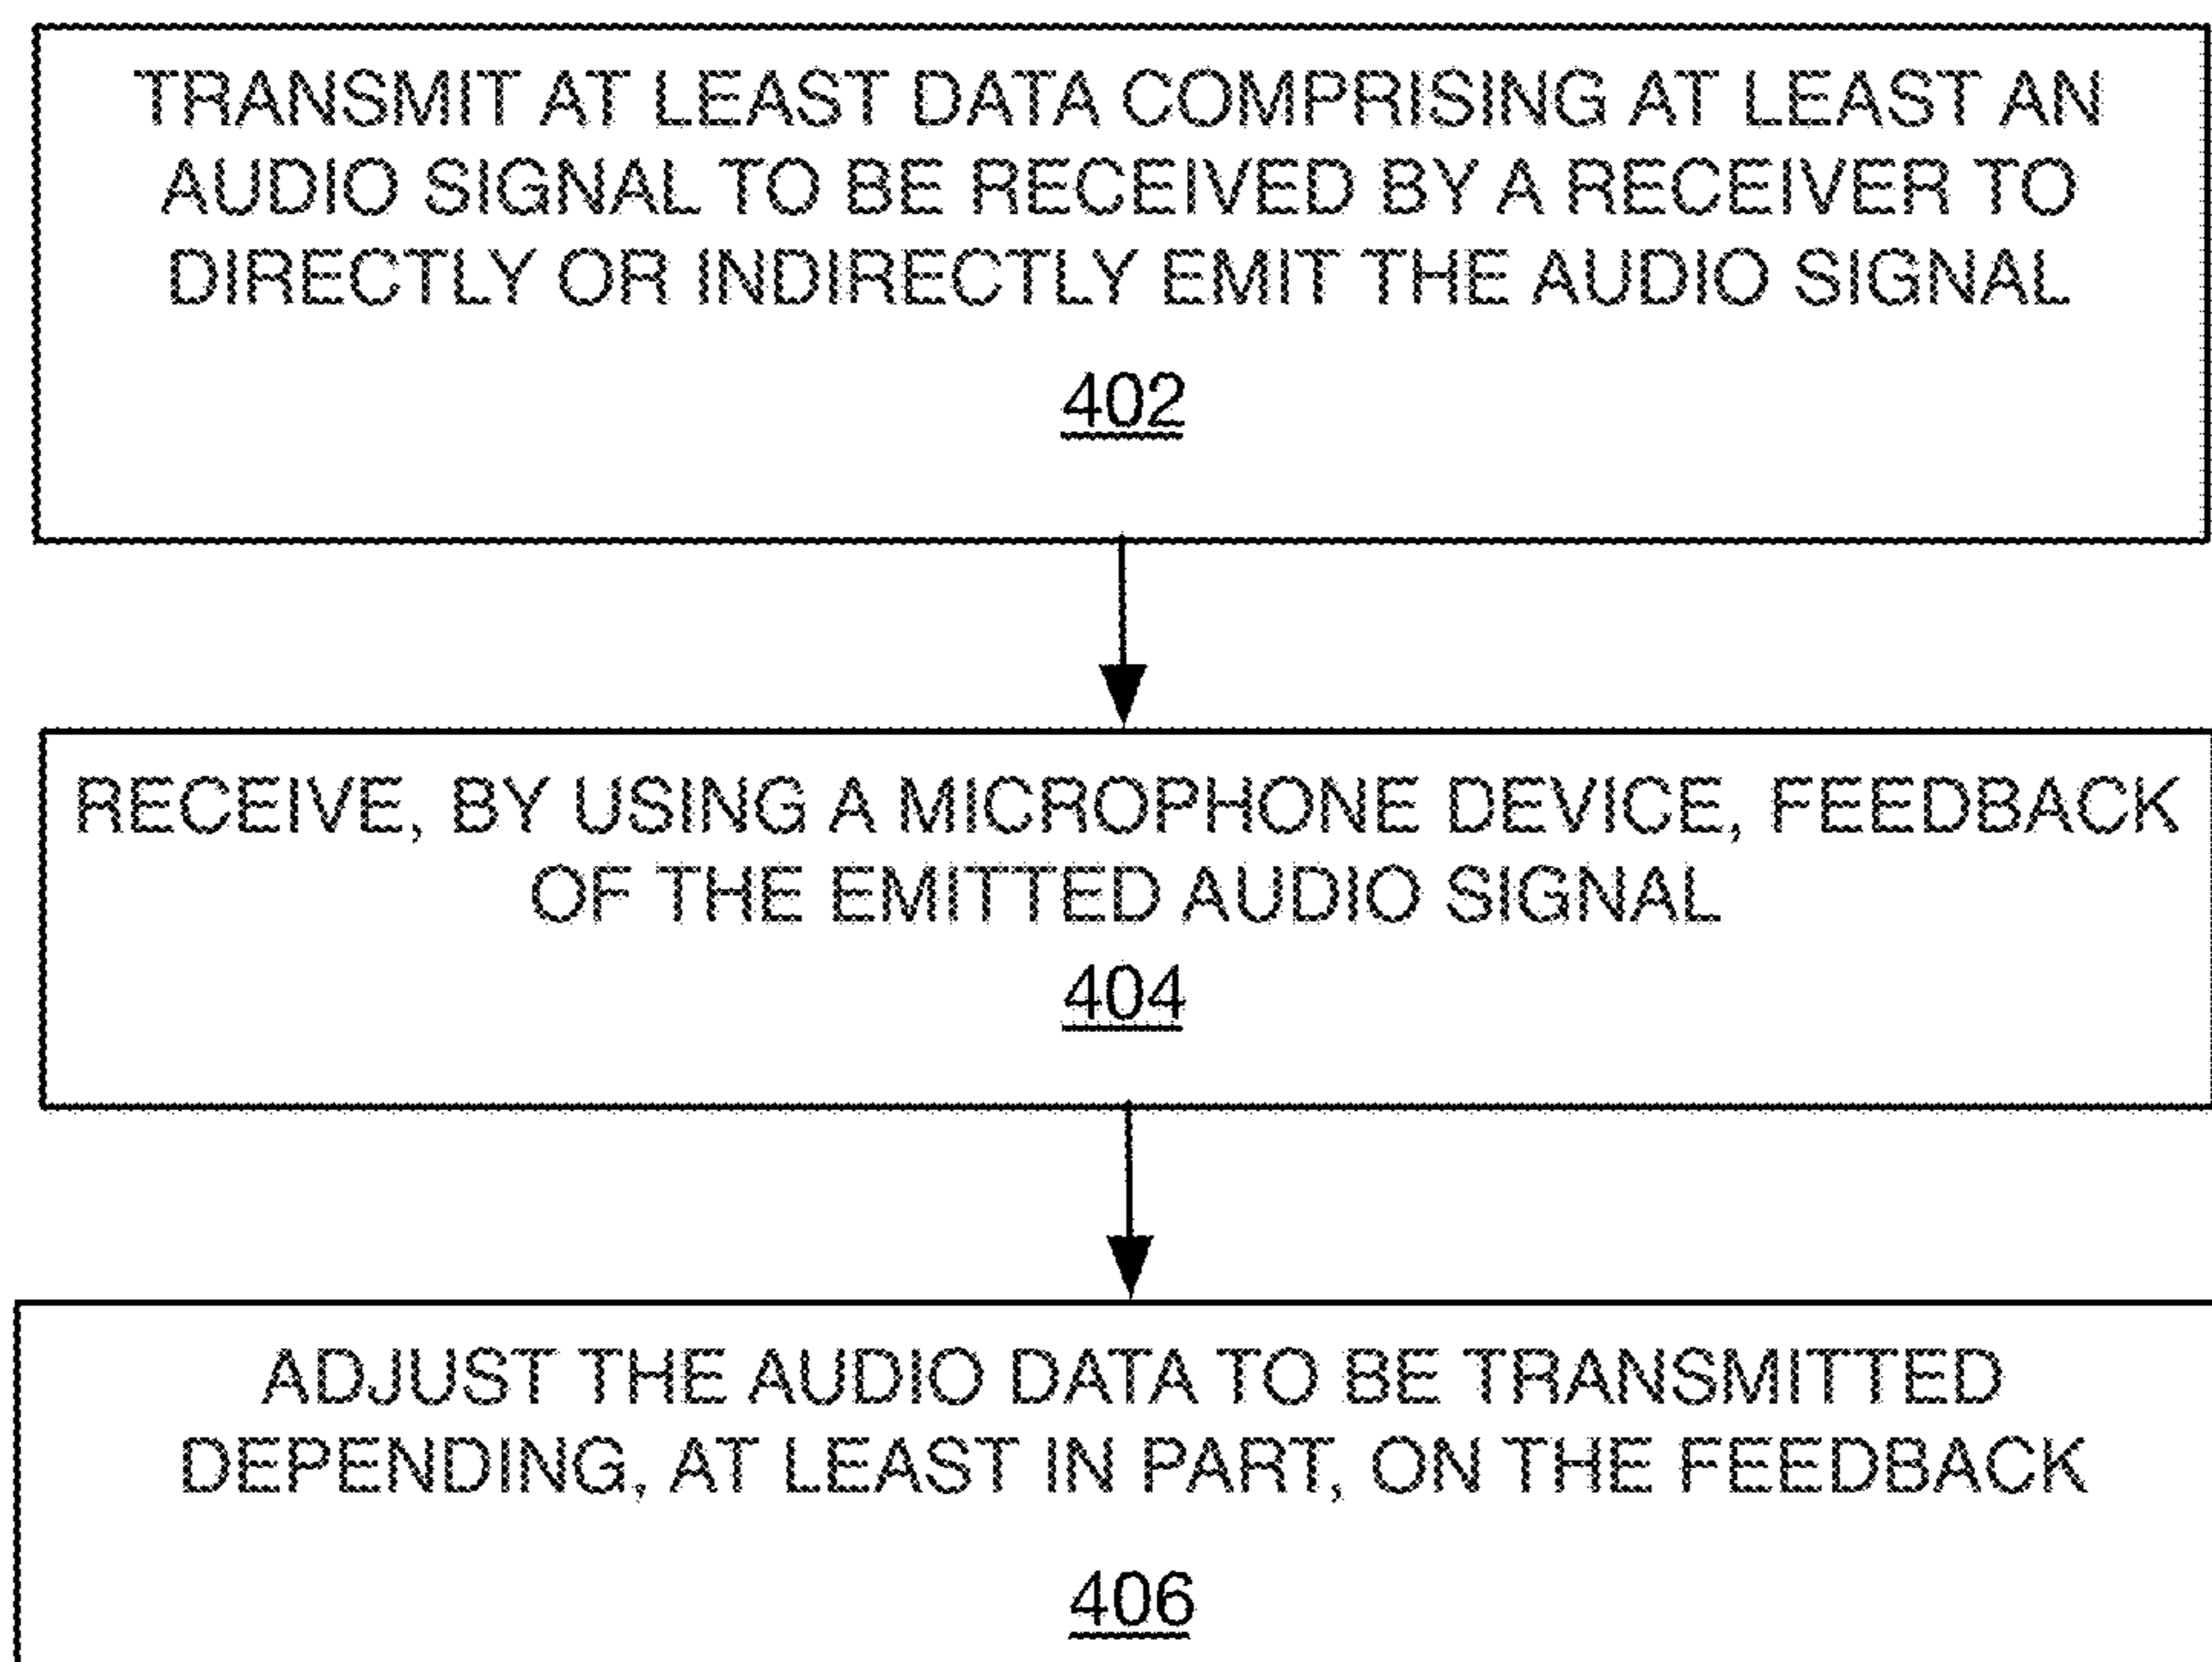 TRANSMIT AT LEAST DATA COMPRISING AT LEAST AN
AUDIO SIGNAL TO BE RECEIVED BY A RECEIVER TO
DIRECTLY OR INDIRECTLY EMIT THE AUDIO SIGNAL
402
RECEIVE, BY USING A MICROPHONE DEVICE, FEEDBACK
OF THE EMITTED AUDIO SIGNAL
404
ADJUST THE AUDIO DATA TO BE TRANSMITTED
DEPENDING, AT LEAST IN PART, ON THE FEEDBACK
406